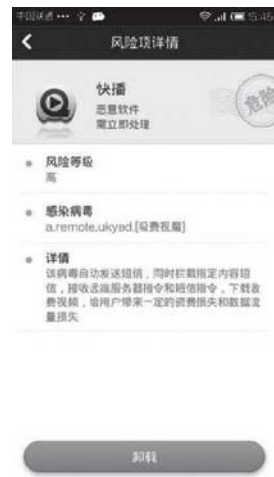 中国联通 15:45
风险项详情
快播
恶意软件
需立即处理
危险
风险等级
高
感染病毒
a.remote.ukyad.[吸费视魔]
详情
该病毒自动发送短信，同时拦截指定内容短
信，接收远端服务器指令和短信指令，下载收
费视频，给用户带来一定的资费损失和数据流
量损失
卸载